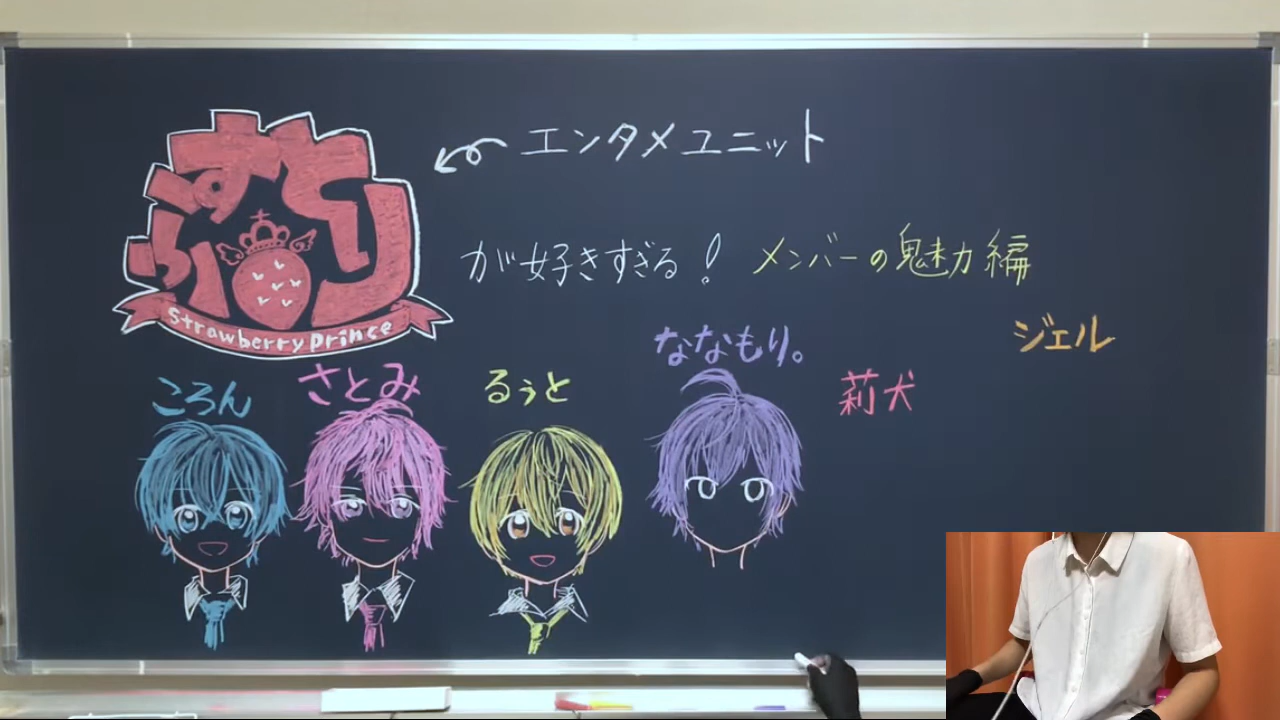 すとぷり
Strawberry Prince
エンタメユニット
が好きすぎる! メンバーの魅力編
ころん
さとみ
るぅと
ななもり。
莉犬
ジェル